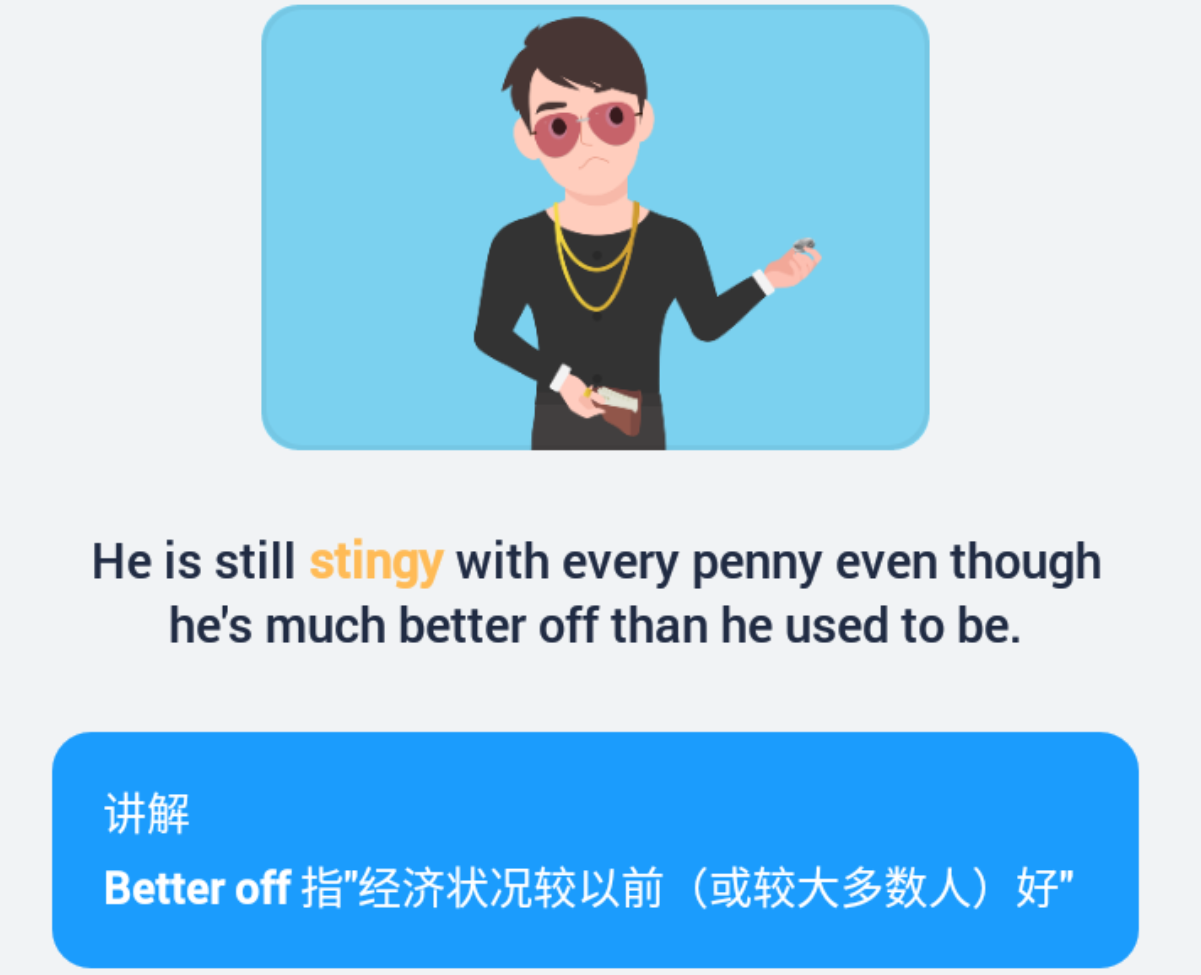 He is still stingy with every penny even though
he's much better off than he used to be.
讲解
Better off 指"经济状况较以前（或较大多数人）好"